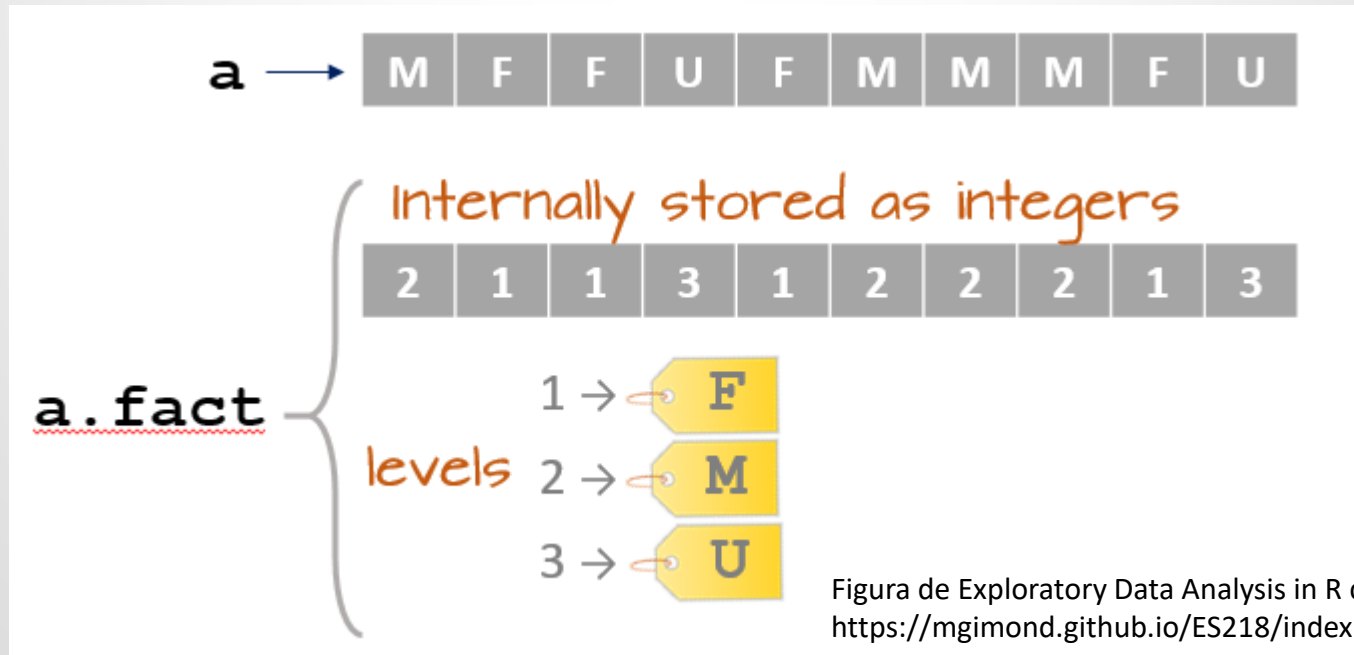 a → M F F U F M M M F U
Internally stored as integers
2 1 1 3 1 2 2 2 1 3
a.fact
levels
1 → F
2 → M
3 → U
Figura de Exploratory Data Analysis in R
https://mgimond.github.io/ES218/index